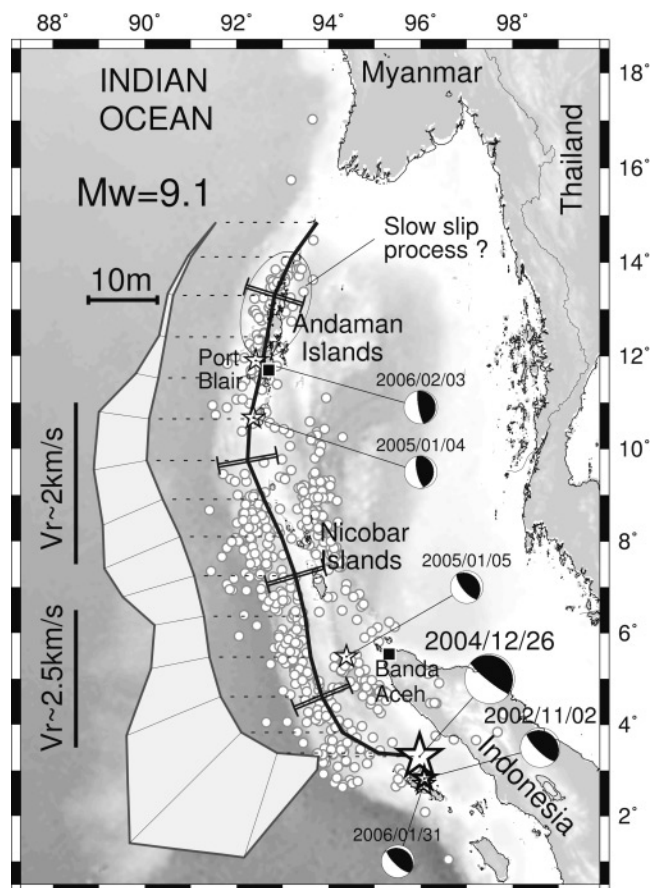 88° 90° 92° 94° 96° 98°
INDIAN
OCEAN
Myanmar
Thailand
18°
16°
14°
12°
10°
8°
6°
4°
2°
Mw=9.1
Slow slip
process ?
10m
Andaman
Islands
Port
Blair
2006/02/03
2005/01/04
Vr~2km/s
Nicobar
Islands
2005/01/05
2004/12/26
Banda
Aceh
2002/11/02
Vr~2.5km/s
Indonesia
2006/01/31